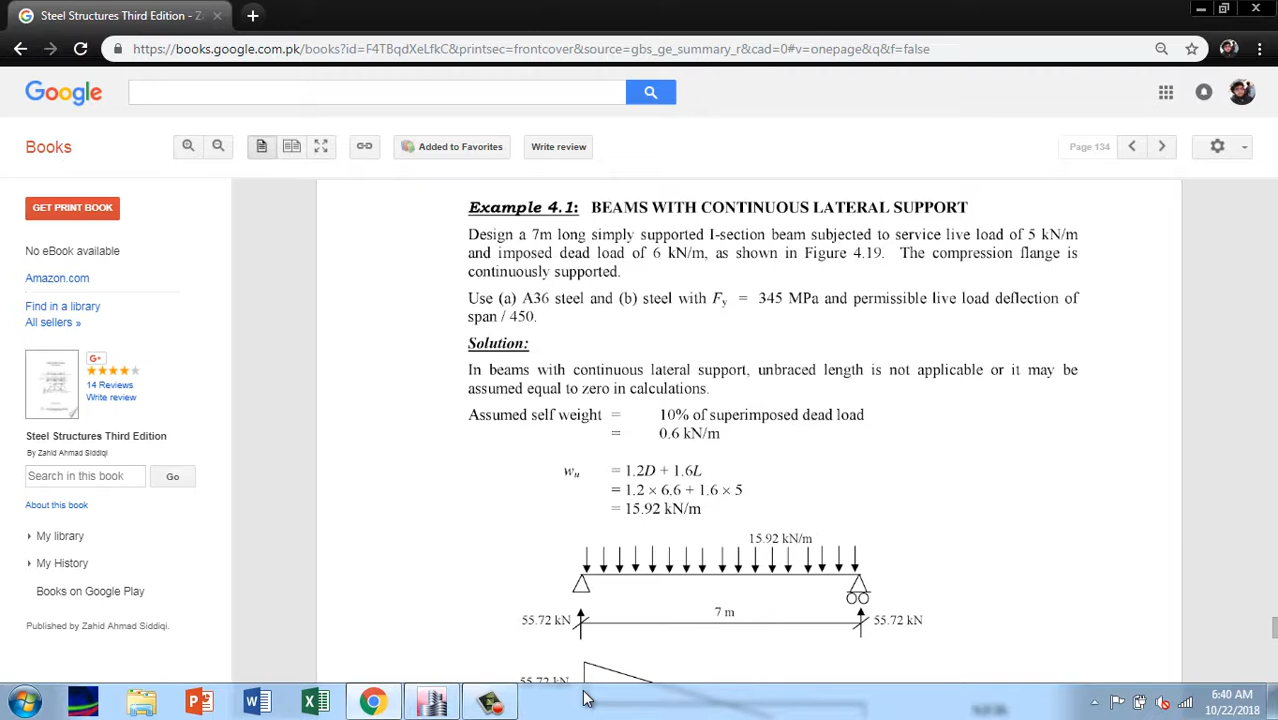 Steel Structures Third Edition - Z
https://books.google.com.pk/books?id=F4TBqdXeLfkC&printsec=frontcover&source=gbs_ge_summary_r&cad=0#v=onepage&q&f=false
Google
Books
Added to Favorites
Write review
Page 134
GET PRINT BOOK
No eBook available
Amazon.com
Find in a library
All sellers »
G+
14 Reviews
Write review
Steel Structures Third Edition
By Zahid Ahmad Siddiqi
Search in this book
Go
About this book
My library
My History
Books on Google Play
Published by Zahid Ahmad Siddiqi.
Example 4.1: BEAMS WITH CONTINUOUS LATERAL SUPPORT
Design a 7m long simply supported I-section beam subjected to service live load of 5 kN/m
and imposed dead load of 6 kN/m, as shown in Figure 4.19. The compression flange is
continuously supported.
Use (a) A36 steel and (b) steel with Fy = 345 MPa and permissible live load deflection of
span / 450.
Solution:
In beams with continuous lateral support, unbraced length is not applicable or it may be
assumed equal to zero in calculations.
Assumed self weight = 10% of superimposed dead load
= 0.6 kN/m
wu = 1.2D + 1.6L
= 1.2 × 6.6 + 1.6 × 5
= 15.92 kN/m
15.92 kN/m
7 m
55.72 kN
55.72 kN
55.72 kN
6:40 AM
10/22/2018